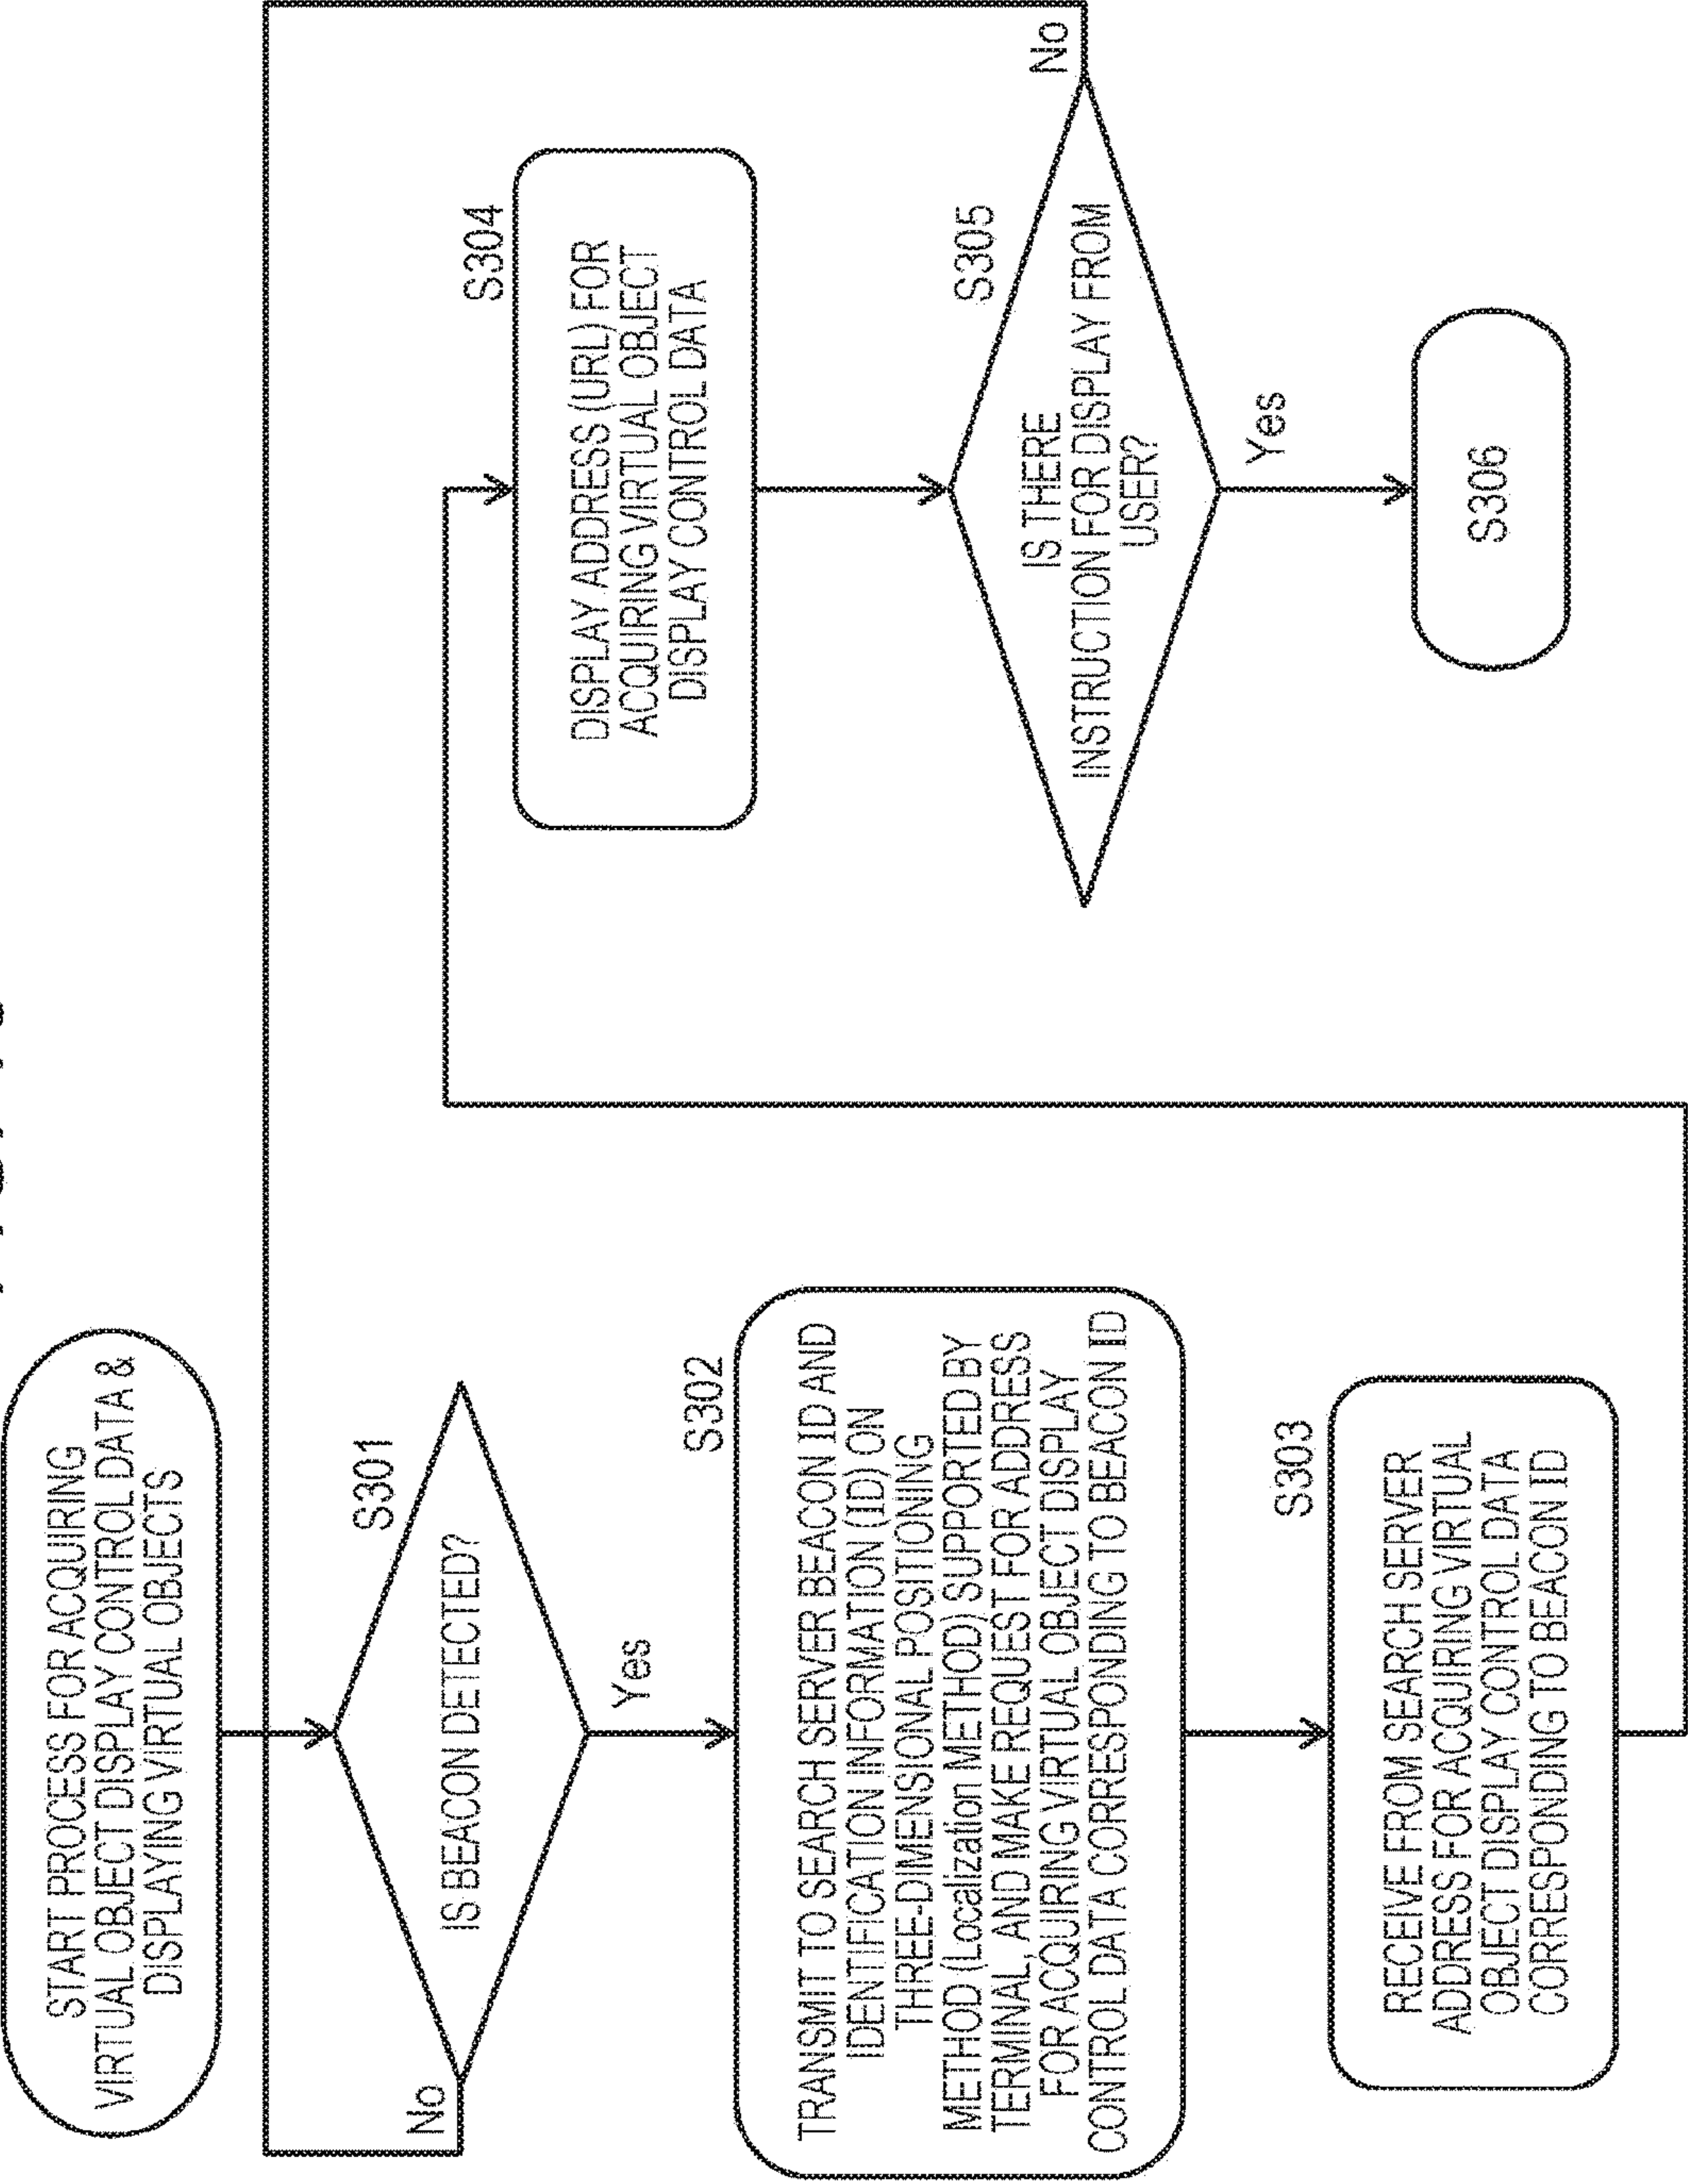 START PROCESS FOR ACQUIRING
VIRTUAL OBJECT DISPLAY CONTROL DATA &
DISPLAYING VIRTUAL OBJECTS
S301
IS BEACON DETECTED?
No
Yes
S302
TRANSMIT TO SEARCH SERVER BEACON ID AND
IDENTIFICATION INFORMATION (ID) ON
THREE-DIMENSIONAL POSITIONING
METHOD (Localization METHOD) SUPPORTED BY
TERMINAL, AND MAKE REQUEST FOR ADDRESS
FOR ACQUIRING VIRTUAL OBJECT DISPLAY
CONTROL DATA CORRESPONDING TO BEACON ID
S303
RECEIVE FROM SEARCH SERVER
ADDRESS FOR ACQUIRING VIRTUAL
OBJECT DISPLAY CONTROL DATA
CORRESPONDING TO BEACON ID
S304
DISPLAY ADDRESS (URL) FOR
ACQUIRING VIRTUAL OBJECT
DISPLAY CONTROL DATA
S305
IS THERE
INSTRUCTION FOR DISPLAY FROM
USER?
No
Yes
S306